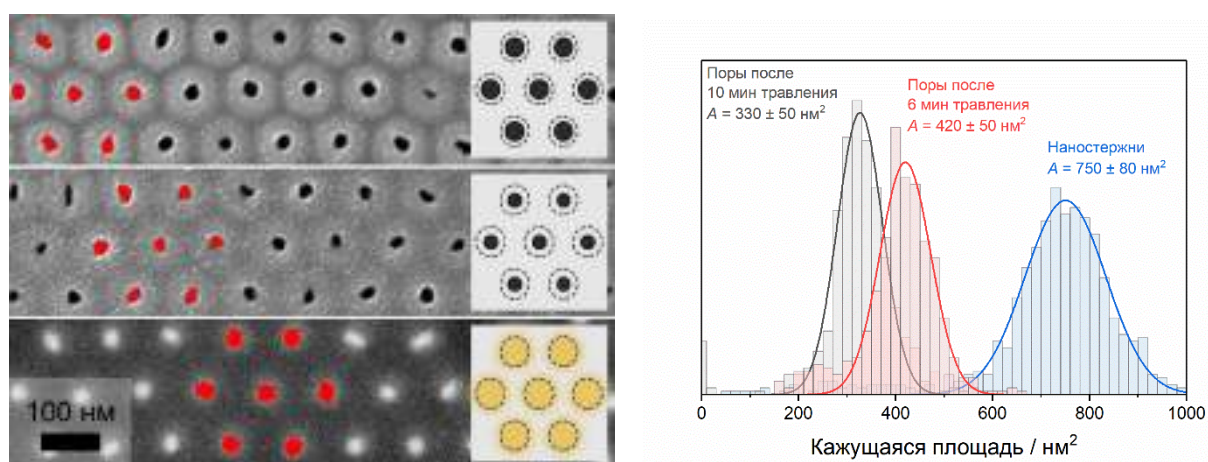 100 нм
Поры после
10 мин травления
A = 330 ± 50 нм²
Поры после
6 мин травления
A = 420 ± 50 нм²
Наностержни
A = 750 ± 80 нм²
0 200 400 600 800 1000
Кажущаяся площадь / нм²